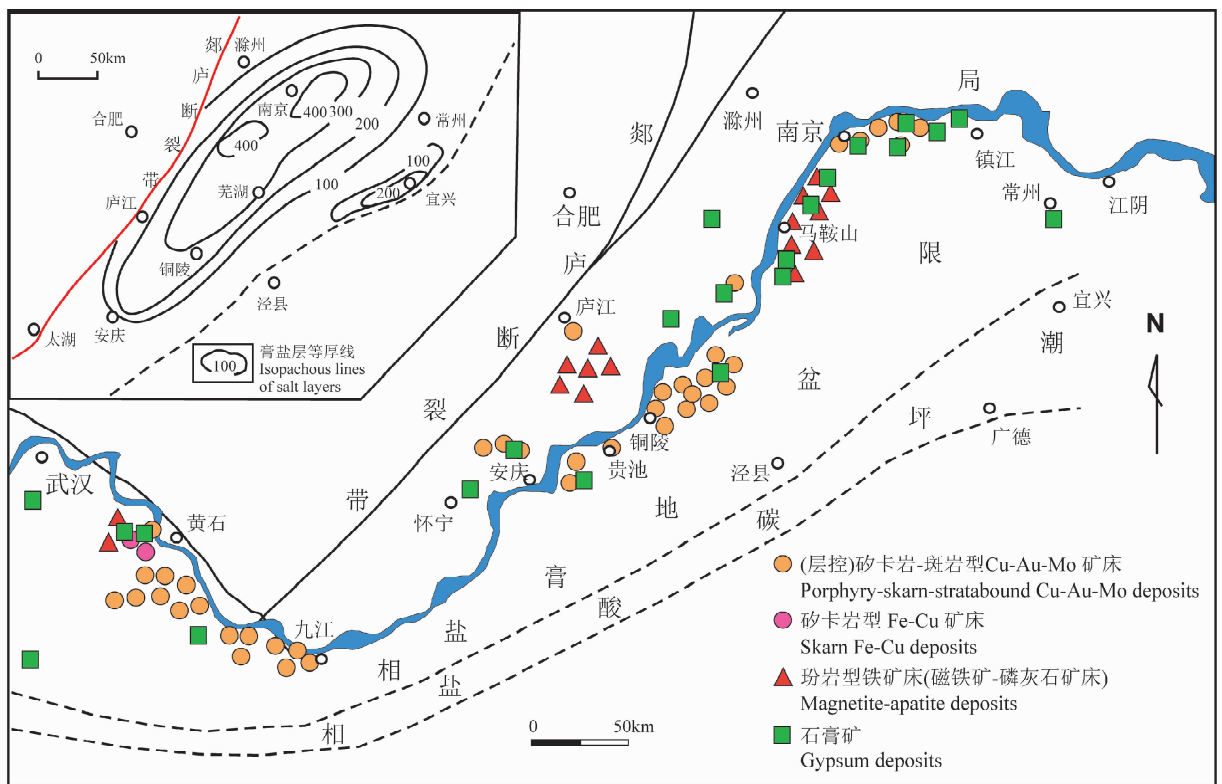 0
50km
郯
庐
断
裂
带
滁州
合肥
南京
400
300
200
常州
400
100
100
200
芜湖
宜兴
庐江
铜陵
泾县
安庆
太湖
100
膏盐层等厚线
Isopachous lines
of salt layers
郯
庐
断
裂
带
滁州
合肥
南京
镇江
常州
江阴
马鞍山
宜兴
庐江
铜陵
贵池
泾县
广德
安庆
怀宁
武汉
黄石
九江
局
限
盆
地
膏
盐
相
潮
坪
碳
酸
盐
相
N
0
50km
(层控)矽卡岩-斑岩型Cu-Au-Mo 矿床
Porphyry-skarn-stratabound Cu-Au-Mo deposits
矽卡岩型 Fe-Cu 矿床
Skarn Fe-Cu deposits
玢岩型铁矿床(磁铁矿-磷灰石矿床)
Magnetite-apatite deposits
石膏矿
Gypsum deposits